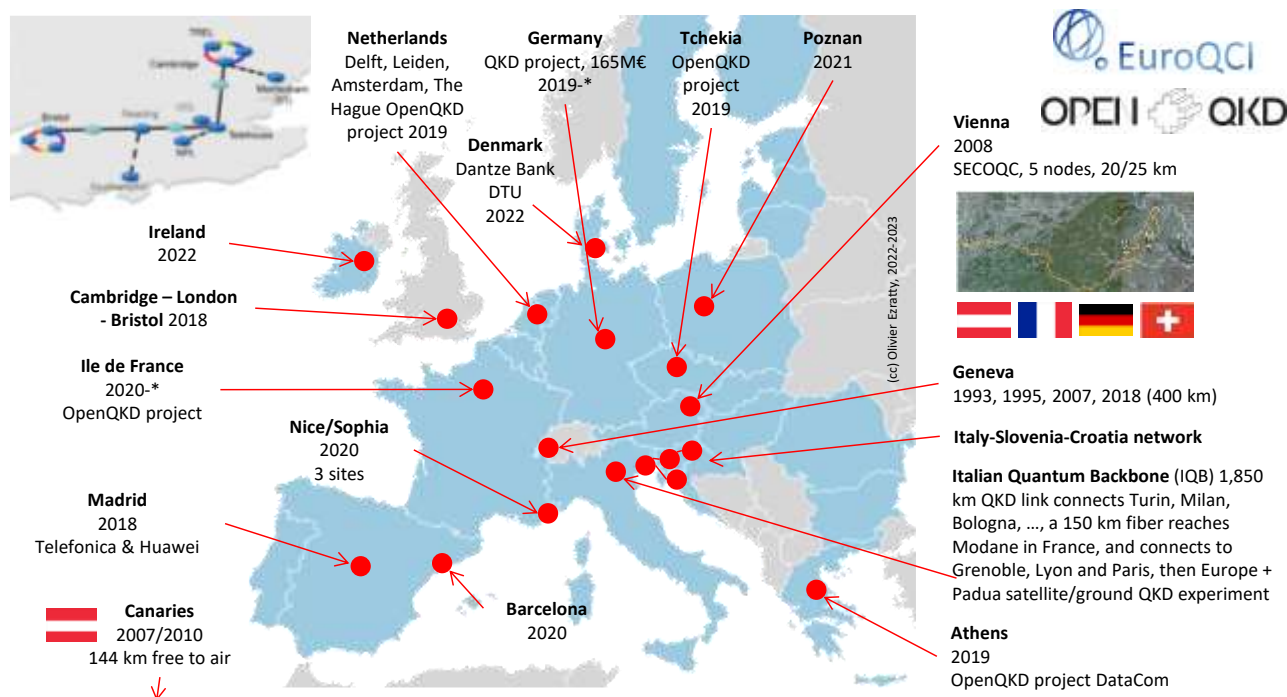 TREL
Cambridge
Bristol
Reading
NPL
Telehouse
Netherlands
Delft, Leiden,
Amsterdam, The
Hague OpenQKD
project 2019
Germany
QKD project, 165M€
2019-*
Tchekia
OpenQKD
project
2019
Poznan
2021
EuroQCI
OPEN QKD
Vienna
2008
SECOQC, 5 nodes, 20/25 km
Denmark
Dantze Bank
DTU
2022
Ireland
2022
Cambridge – London
- Bristol 2018
Ile de France
2020-*
OpenQKD project
Nice/Sophia
2020
3 sites
Madrid
2018
Telefonica & Huawei
Canaries
2007/2010
144 km free to air
Barcelona
2020
(cc) Olivier Ezratty, 2022-2023
Geneva
1993, 1995, 2007, 2018 (400 km)
Italy-Slovenia-Croatia network
Italian Quantum Backbone (IQB) 1,850
km QKD link connects Turin, Milan,
Bologna, …, a 150 km fiber reaches
Modane in France, and connects to
Grenoble, Lyon and Paris, then Europe +
Padua satellite/ground QKD experiment
Athens
2019
OpenQKD project DataCom